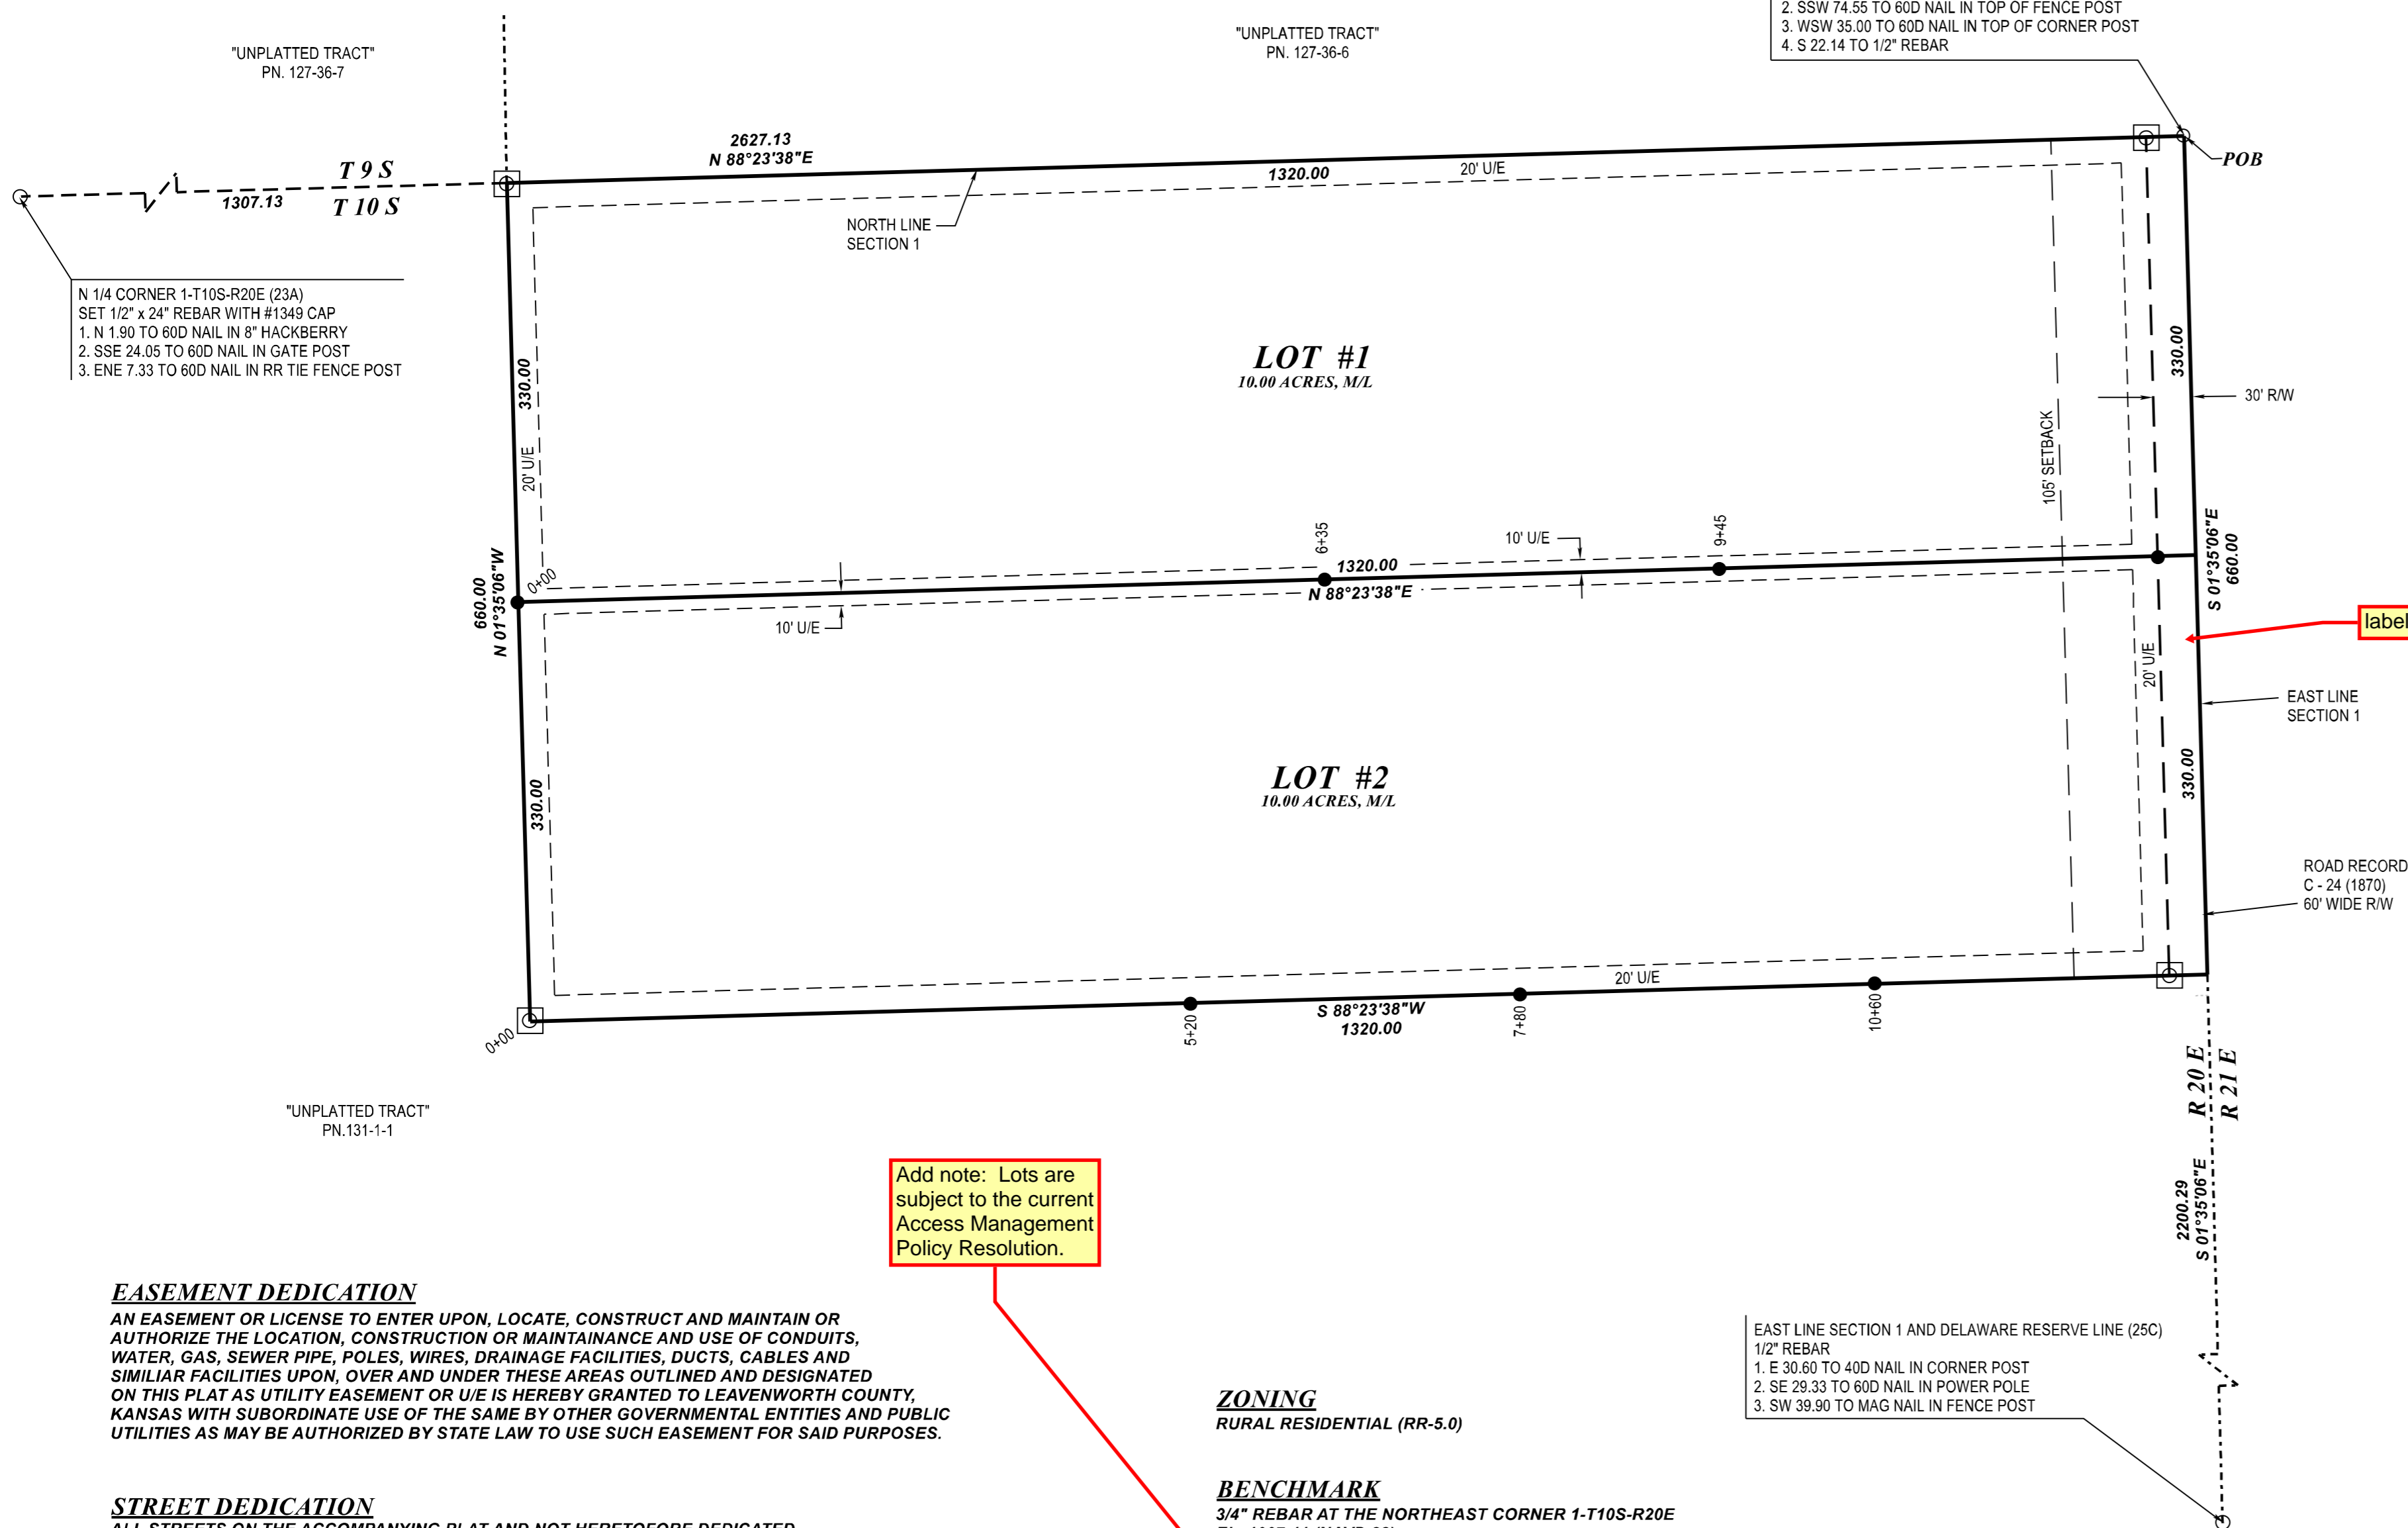 2. SSW 74.55 TO 60D NAIL IN TOP OF FENCE POST
3. WSW 35.00 TO 60D NAIL IN TOP OF CORNER POST
4. S 22.14 TO 1/2" REBAR
"UNPLATTED TRACT"
PN. 127-36-7
"UNPLATTED TRACT"
PN. 127-36-6
POB
2627.13
N 88°23'38"E
1320.00
20' U/E
T 9 S
1307.13
T 10 S
NORTH LINE
SECTION 1
N 1/4 CORNER 1-T10S-R20E (23A)
SET 1/2" x 24" REBAR WITH #1349 CAP
1. N 1.90 TO 60D NAIL IN 8" HACKBERRY
2. SSE 24.05 TO 60D NAIL IN GATE POST
3. ENE 7.33 TO 60D NAIL IN RR TIE FENCE POST
330.00
20' U/E
LOT #1
10.00 ACRES, M/L
105' SETBACK
330.00
30' R/W
660.00
N 01°35'06"W
0+00
6+35
10' U/E
9+45
1320.00
N 88°23'38"E
10' U/E
S 01°35'06"E
660.00
label
20' U/E
EAST LINE
SECTION 1
330.00
LOT #2
10.00 ACRES, M/L
330.00
ROAD RECORD
C - 24 (1870)
60' WIDE R/W
20' U/E
0+00
5+20
S 88°23'38"W
1320.00
7+80
10+60
R 20 E
R 21 E
"UNPLATTED TRACT"
PN.131-1-1
2200.29
S 01°35'06"E
Add note: Lots are
subject to the current
Access Management
Policy Resolution.
EASEMENT DEDICATION
AN EASEMENT OR LICENSE TO ENTER UPON, LOCATE, CONSTRUCT AND MAINTAIN OR
AUTHORIZE THE LOCATION, CONSTRUCTION OR MAINTAINANCE AND USE OF CONDUITS,
WATER, GAS, SEWER PIPE, POLES, WIRES, DRAINAGE FACILITIES, DUCTS, CABLES AND
SIMILIAR FACILITIES UPON, OVER AND UNDER THESE AREAS OUTLINED AND DESIGNATED
ON THIS PLAT AS UTILITY EASEMENT OR U/E IS HEREBY GRANTED TO LEAVENWORTH COUNTY,
KANSAS WITH SUBORDINATE USE OF THE SAME BY OTHER GOVERNMENTAL ENTITIES AND PUBLIC
UTILITIES AS MAY BE AUTHORIZED BY STATE LAW TO USE SUCH EASEMENT FOR SAID PURPOSES.
EAST LINE SECTION 1 AND DELAWARE RESERVE LINE (25C)
1/2" REBAR
1. E 30.60 TO 40D NAIL IN CORNER POST
2. SE 29.33 TO 60D NAIL IN POWER POLE
3. SW 39.90 TO MAG NAIL IN FENCE POST
ZONING
RURAL RESIDENTIAL (RR-5.0)
BENCHMARK
3/4" REBAR AT THE NORTHEAST CORNER 1-T10S-R20E
STREET DEDICATION
ALL STREETS ON THE ACCOMPANYING PLAT AND NOT HERETOFORE DEDICATED